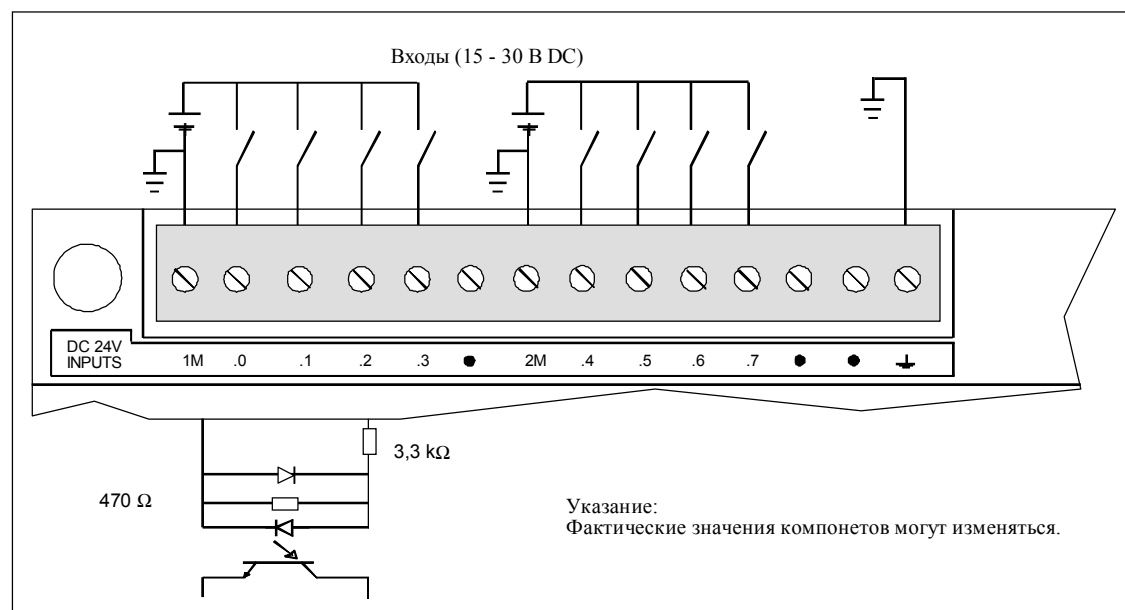 Входы (15 - 30 В DC)
DC 24V
INPUTS
1M .0 .1 .2 .3 ● 2M .4 .5 .6 .7 ● ●
3,3 kΩ
470 Ω
Указание:
Фактические значения компонетов могут изменяться.